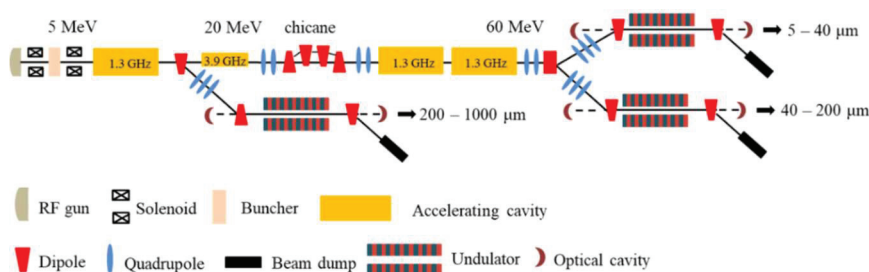 5 MeV 20 MeV chicane 60 MeV
5 – 40 μm
1.3 GHz 3.9 GHz 1.3 GHz 1.3 GHz
200 – 1000 μm 40 – 200 μm
RF gun Solenoid Buncher Accelerating cavity
Dipole Quadrupole Beam dump Undulator Optical cavity